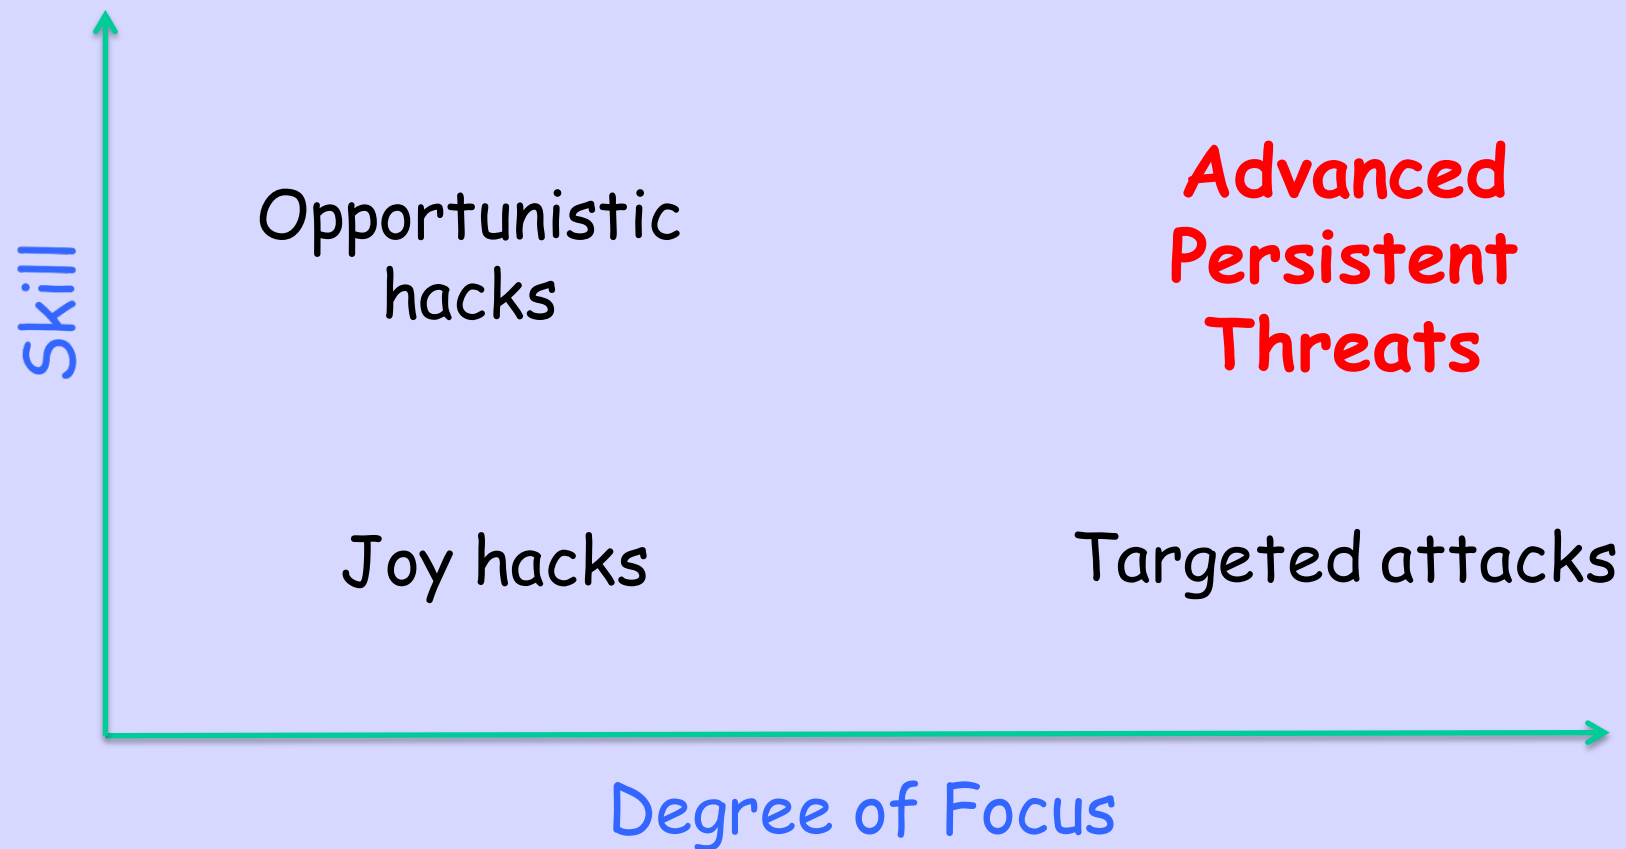 Skill
Opportunistic
hacks
Advanced
Persistent
Threats
Joy hacks
Targeted attacks
Degree of Focus